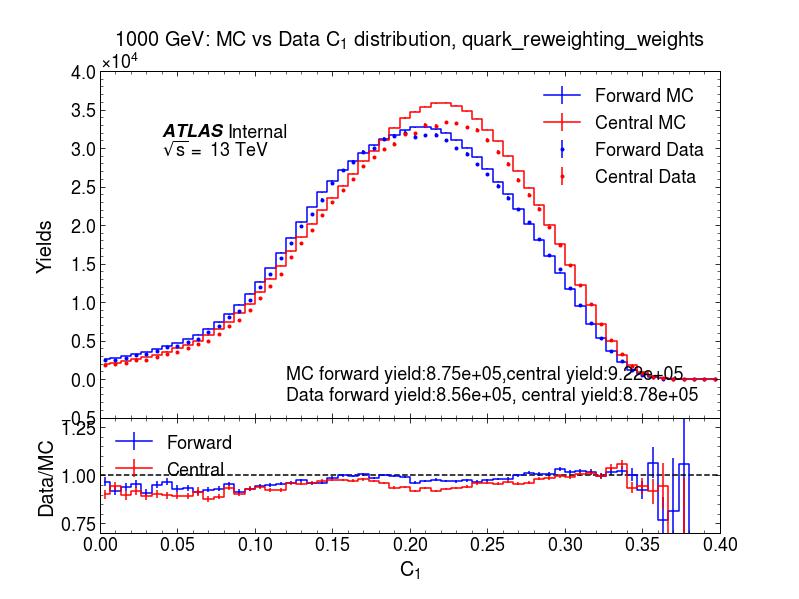 1000 GeV: MC vs Data C₁ distribution, quark_reweighting_weights
×10⁴
4.0
3.5
3.0
2.5
2.0
1.5
1.0
0.5
0.0
0.5
Yields
ATLAS Internal
√s = 13 TeV
Forward MC
Central MC
Forward Data
Central Data
MC forward yield:8.75e+05,central yield:9.22e+05
Data forward yield:8.56e+05, central yield:8.78e+05
1.25
1.00
0.75
Data/MC
Forward
Central
0.00 0.05 0.10 0.15 0.20 0.25 0.30 0.35 0.40
C₁